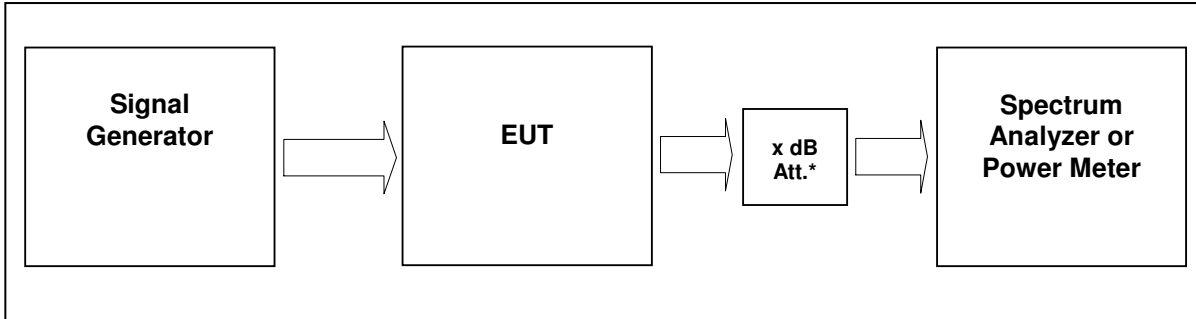 Signal
Generator
EUT
x dB
Att.*
Spectrum
Analyzer or
Power Meter